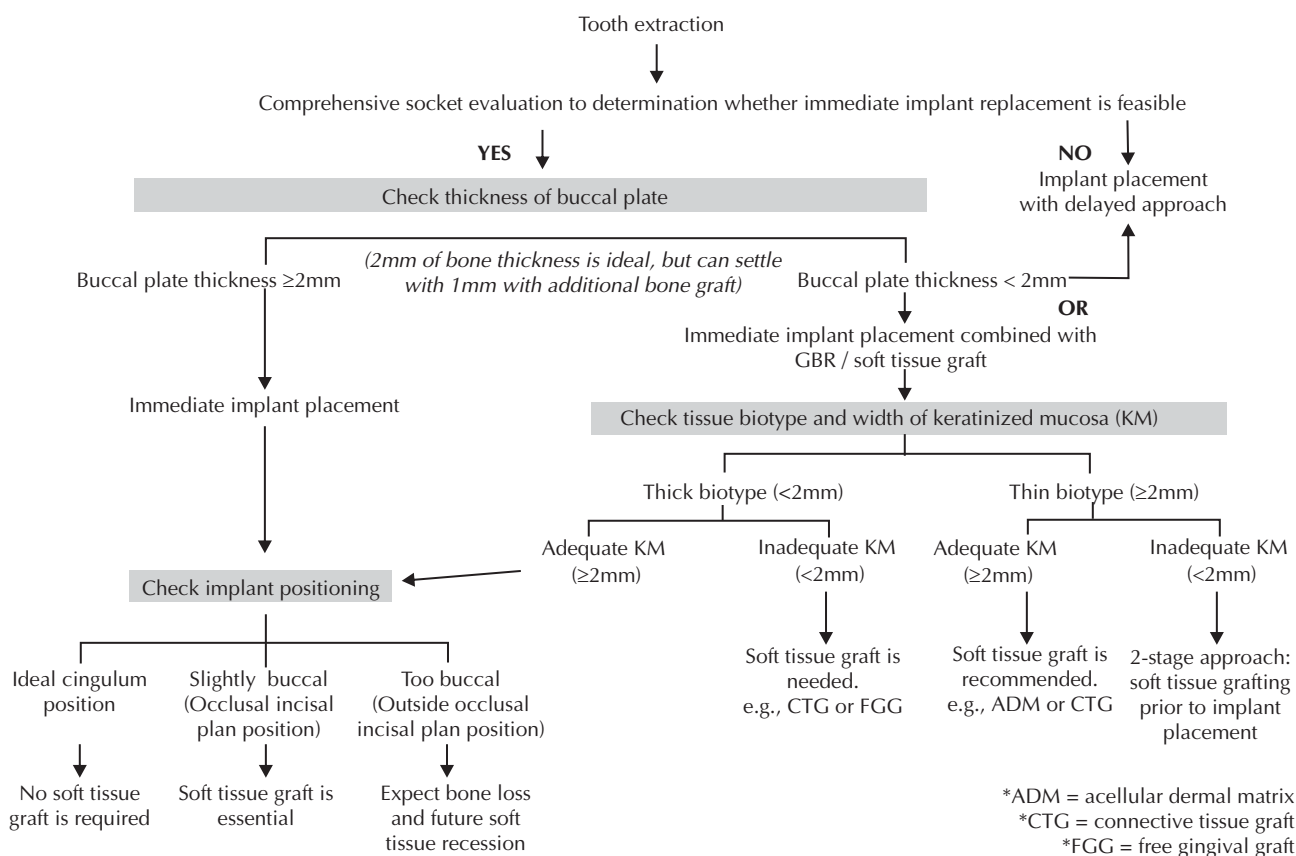 Tooth extraction
Comprehensive socket evaluation to determination whether immediate implant replacement is feasible
YES
NO
Implant placement
with delayed approach
Check thickness of buccal plate
(2mm of bone thickness is ideal, but can settle
with 1mm with additional bone graft)
Buccal plate thickness ≥2mm
Buccal plate thickness < 2mm
OR
Immediate implant placement combined with
GBR / soft tissue graft
Immediate implant placement
Check tissue biotype and width of keratinized mucosa (KM)
Thick biotype (<2mm)
Thin biotype (≥2mm)
Adequate KM
(≥2mm)
Inadequate KM
(<2mm)
Adequate KM
(≥2mm)
Inadequate KM
(<2mm)
Check implant positioning
Soft tissue graft is
needed.
e.g., CTG or FGG
Soft tissue graft is
recommended.
e.g., ADM or CTG
2-stage approach:
soft tissue grafting
prior to implant
placement
Ideal cingulum
position
Slightly buccal
(Occlusal incisal
plan position)
Too buccal
(Outside occlusal
incisal plan position)
No soft tissue
graft is required
Soft tissue graft is
essential
Expect bone loss
and future soft
tissue recession
*ADM = acellular dermal matrix
*CTG = connective tissue graft
*FGG = free gingival graft